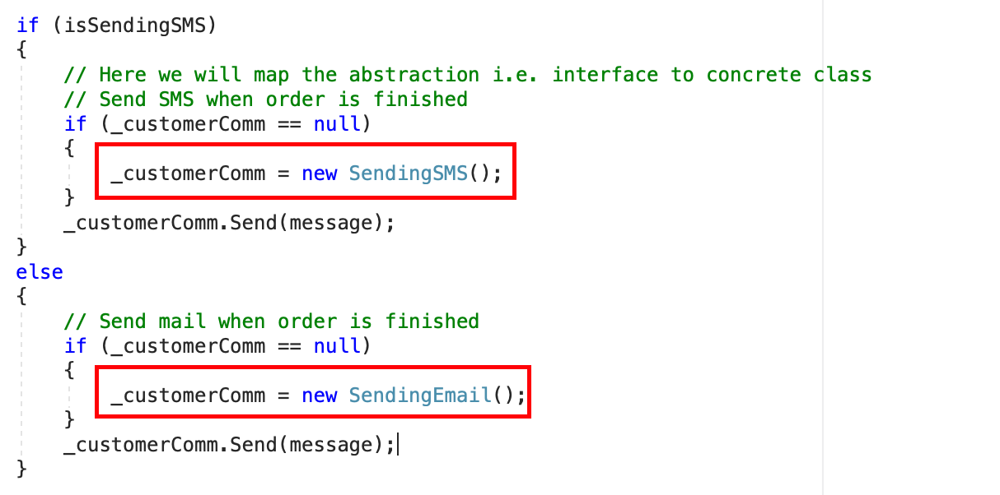 if (isSendingSMS)
{
    // Here we will map the abstraction i.e. interface to concrete class
    // Send SMS when order is finished
    if (_customerComm == null)
    {
        _customerComm = new SendingSMS();
    }
    _customerComm.Send(message);
}
else
{
    // Send mail when order is finished
    if (_customerComm == null)
    {
        _customerComm = new SendingEmail();
    }
    _customerComm.Send(message);
}